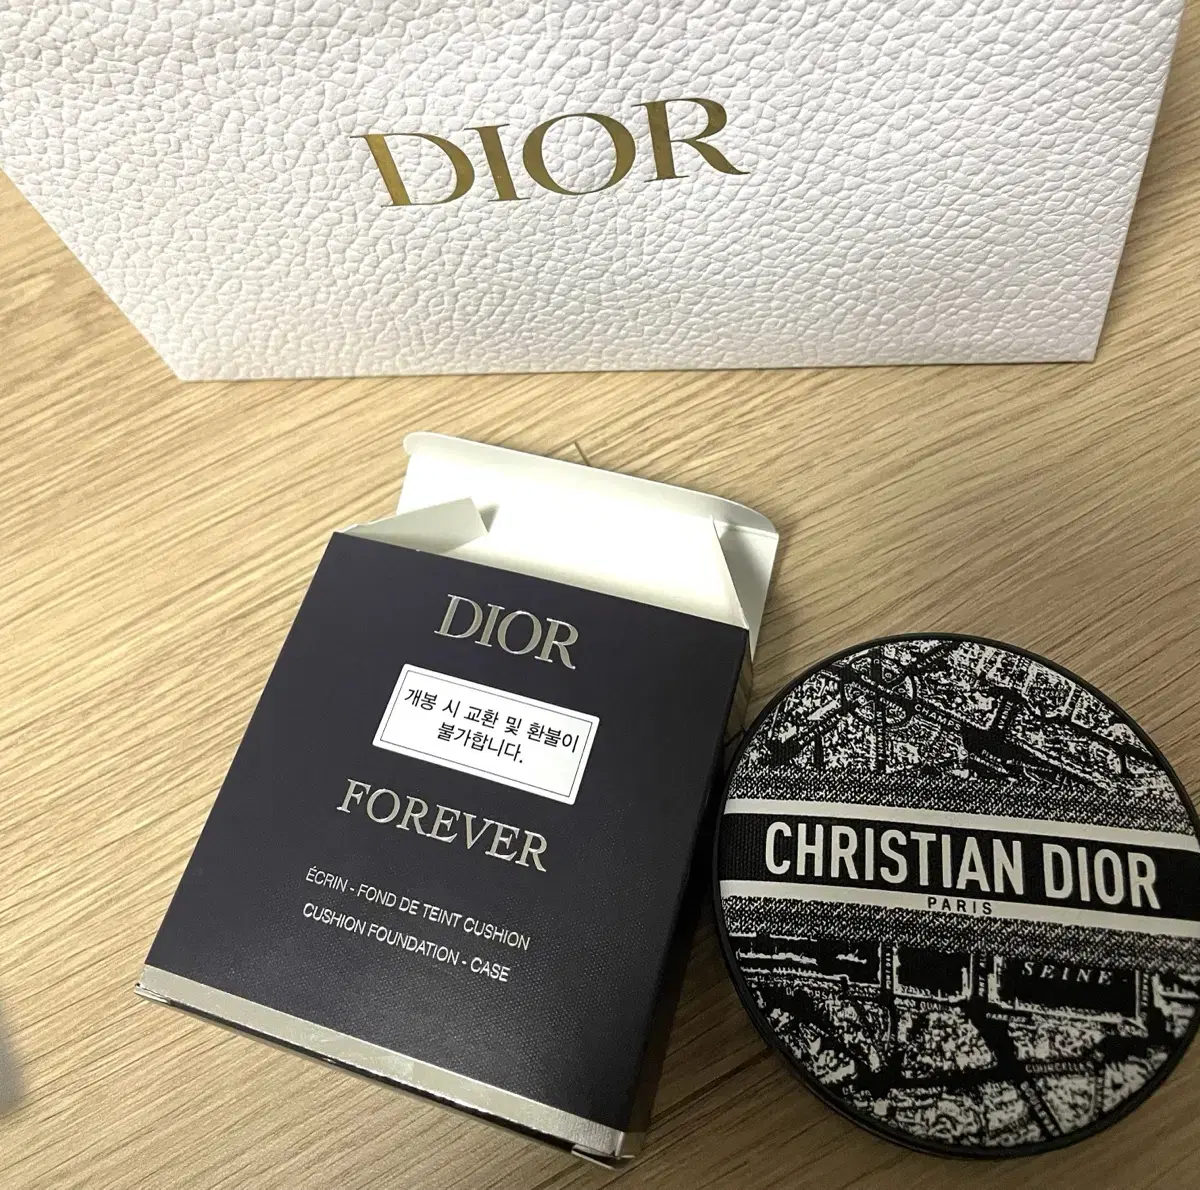 DIOR
DIOR
개봉 시 교환 및 환불이
불가합니다.
FOREVER
ÉCRIN - FOND DE TEINT CUSHION
CUSHION FOUNDATION - CASE
CHRISTIAN DIOR
PARIS
SEINE